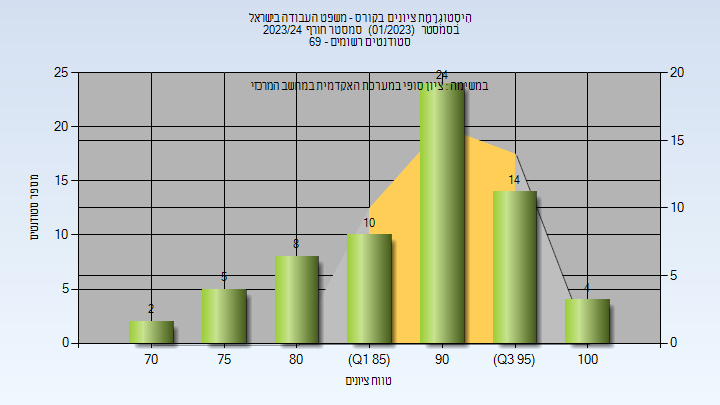 היסטוגרמת ציונים בקורס - משפט העבודה בישראל
בסמסטר (01/2023) סמסטר חורף 2023/24
סטודנטים רשומים - 69
במשימה : ציון סופי במערכת האקדמית במחשב המרכזי
מספר סטודנטים
25
20
15
10
5
0
20
15
10
5
0
2
5
8
10
24
14
4
70
75
80
(Q1 85)
90
(Q3 95)
100
טווח ציונים